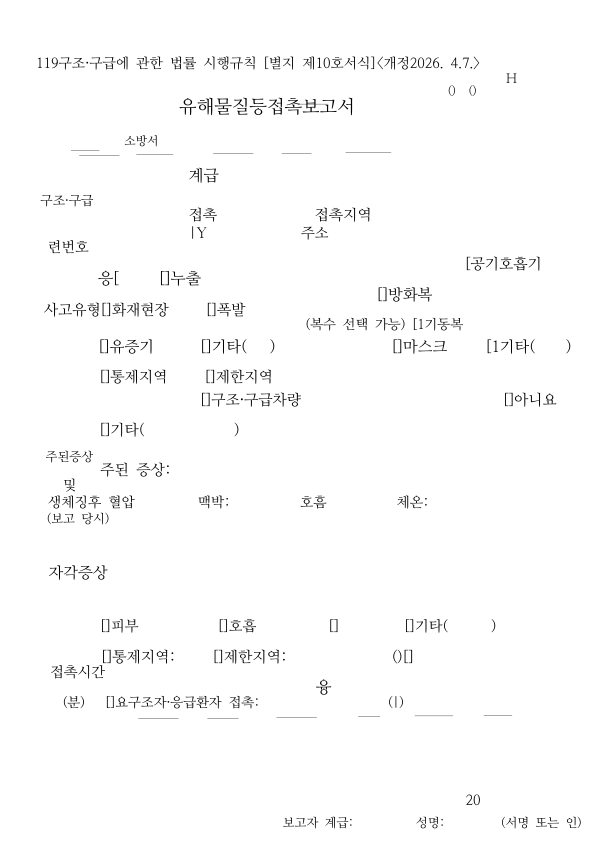 119구조·구급에 관한 법률 시행규칙 [별지 제10호서식]<개정2026. 4.7.>
H
() ()
유해물질등접촉보고서
소방서
계급
구조·구급
접촉 접촉지역
|Y 주소
련번호
[공기호흡기
응[ []누출
[]방화복
사고유형[]화재현장 []폭발
(복수 선택 가능) [1기동복
[]유증기 []기타( ) []마스크 [1기타( )
[]통제지역 []제한지역
[]구조·구급차량 []아니요
[]기타( )
주된증상
주된 증상:
및
생체징후 혈압 맥박: 호흡 체온:
(보고 당시)
자각증상
[]피부 []호흡 [] []기타( )
[]통제지역: []제한지역: ()[]
접촉시간
융
(분) []요구조자·응급환자 접촉: (|)
20
보고자 계급: 성명: (서명 또는 인)